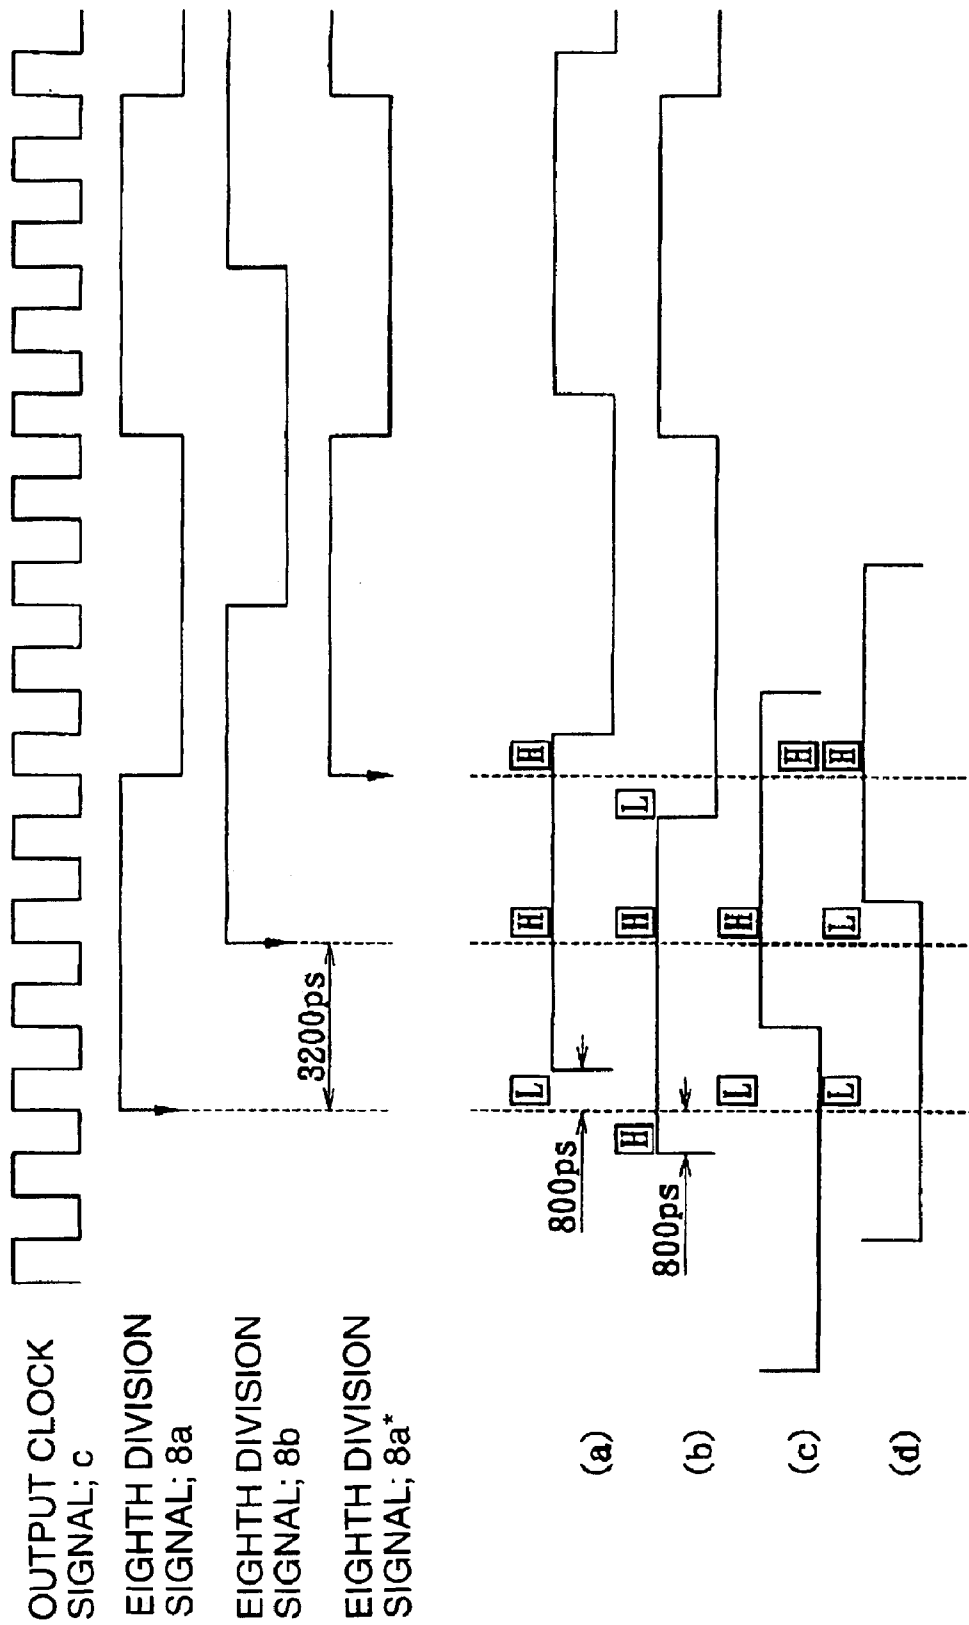 OUTPUT CLOCK
SIGNAL; c
EIGHTH DIVISION
SIGNAL; 8a
EIGHTH DIVISION
SIGNAL; 8b
3200ps
EIGHTH DIVISION
SIGNAL; 8a*
(a)
800ps
L
H
H
(b)
800ps
H
H
L
(c)
L
H
H
(d)
L
L
H